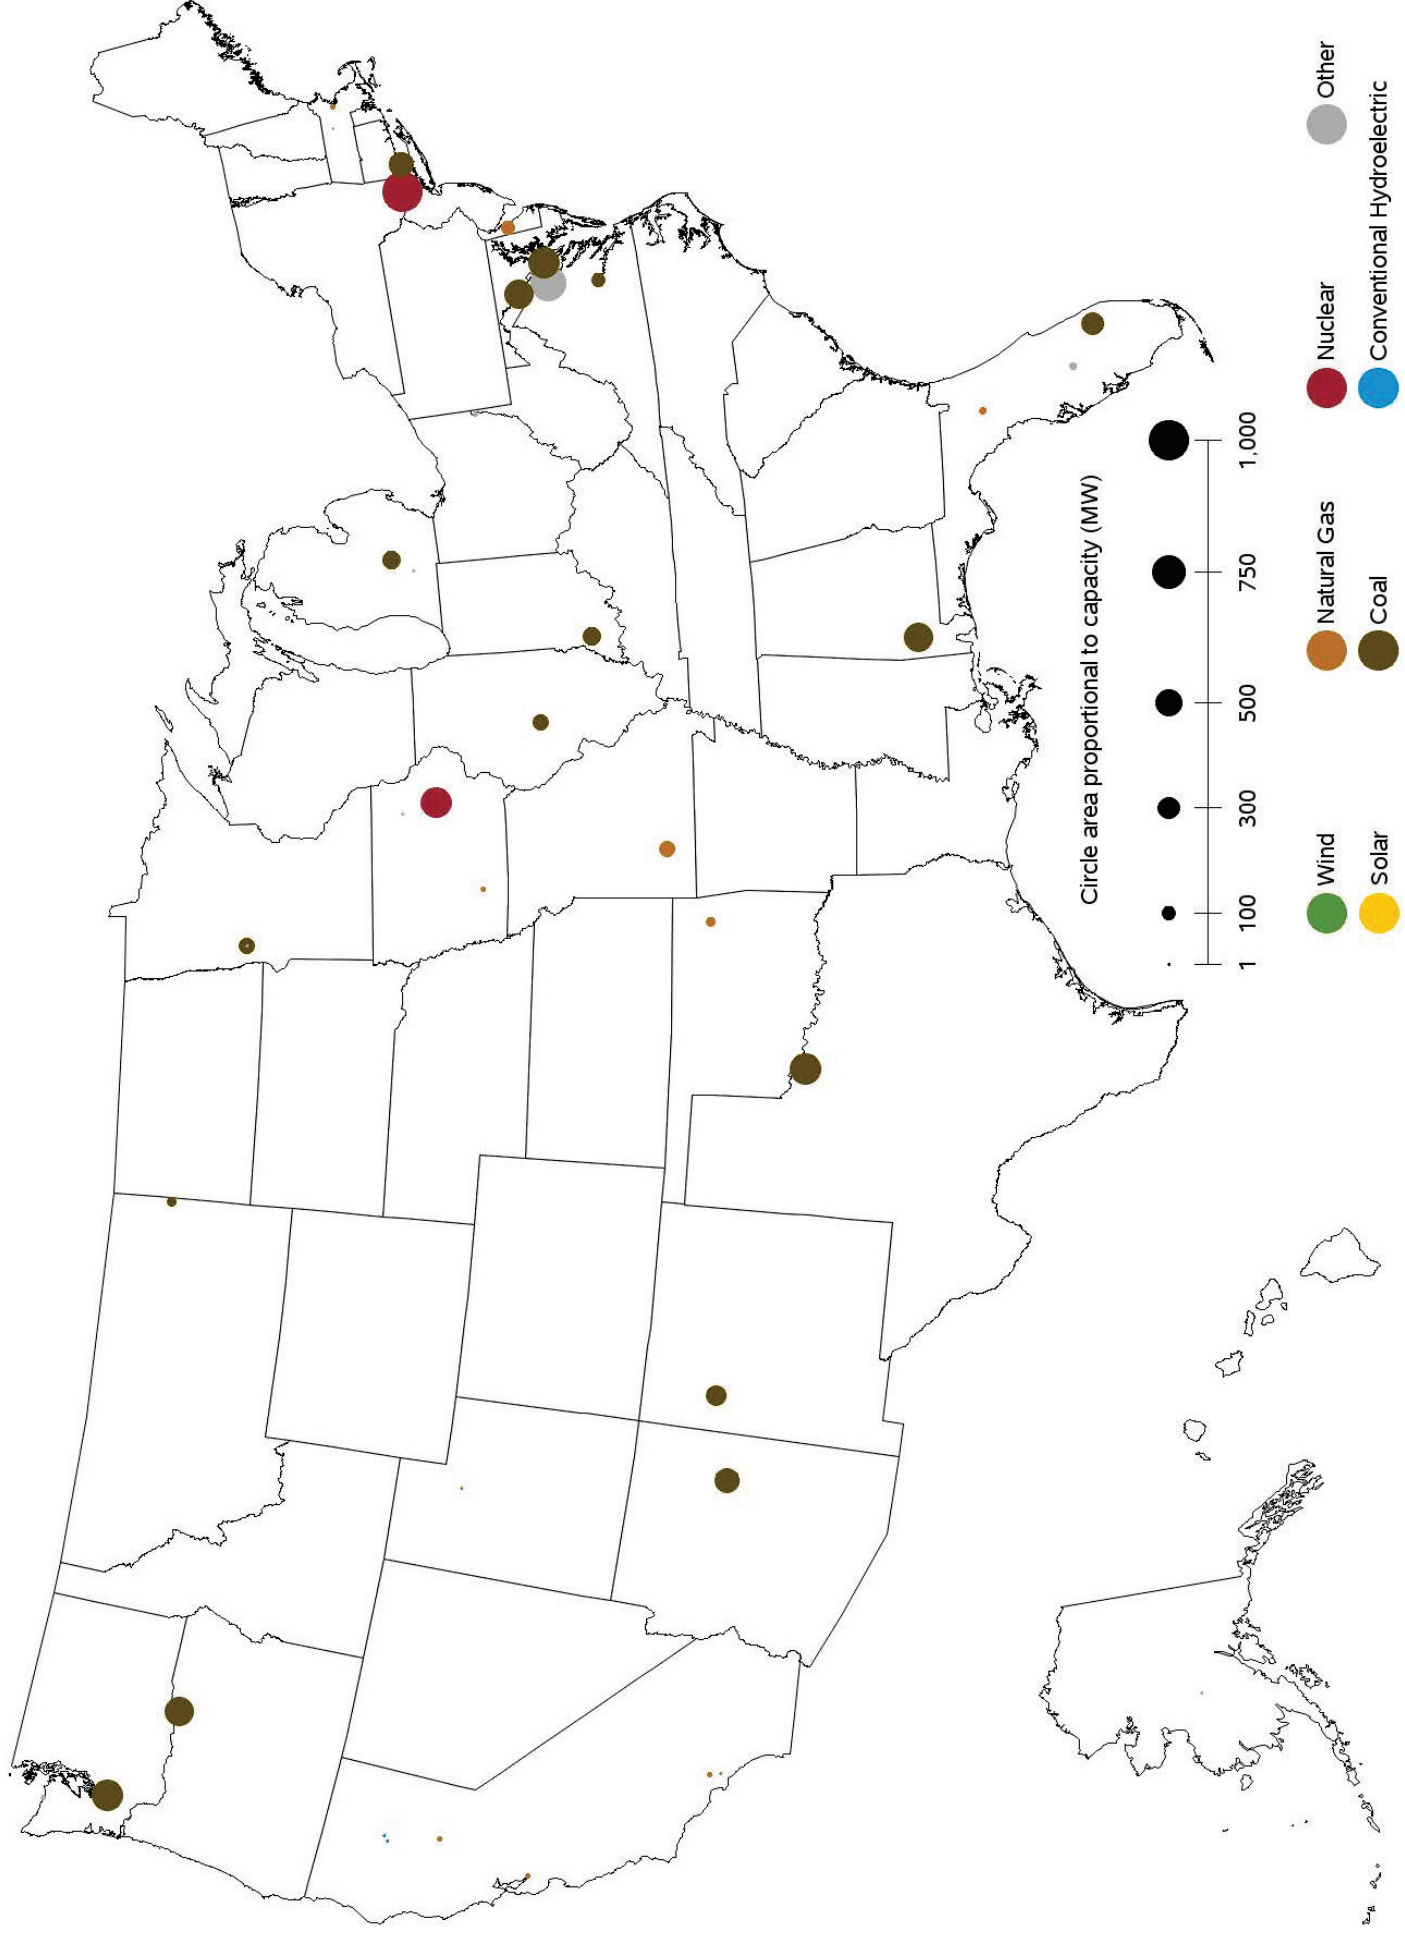 Circle area proportional to capacity (MW)
1 100 300 500 750 1,000
Wind Natural Gas Nuclear Other
Solar Coal Conventional Hydroelectric